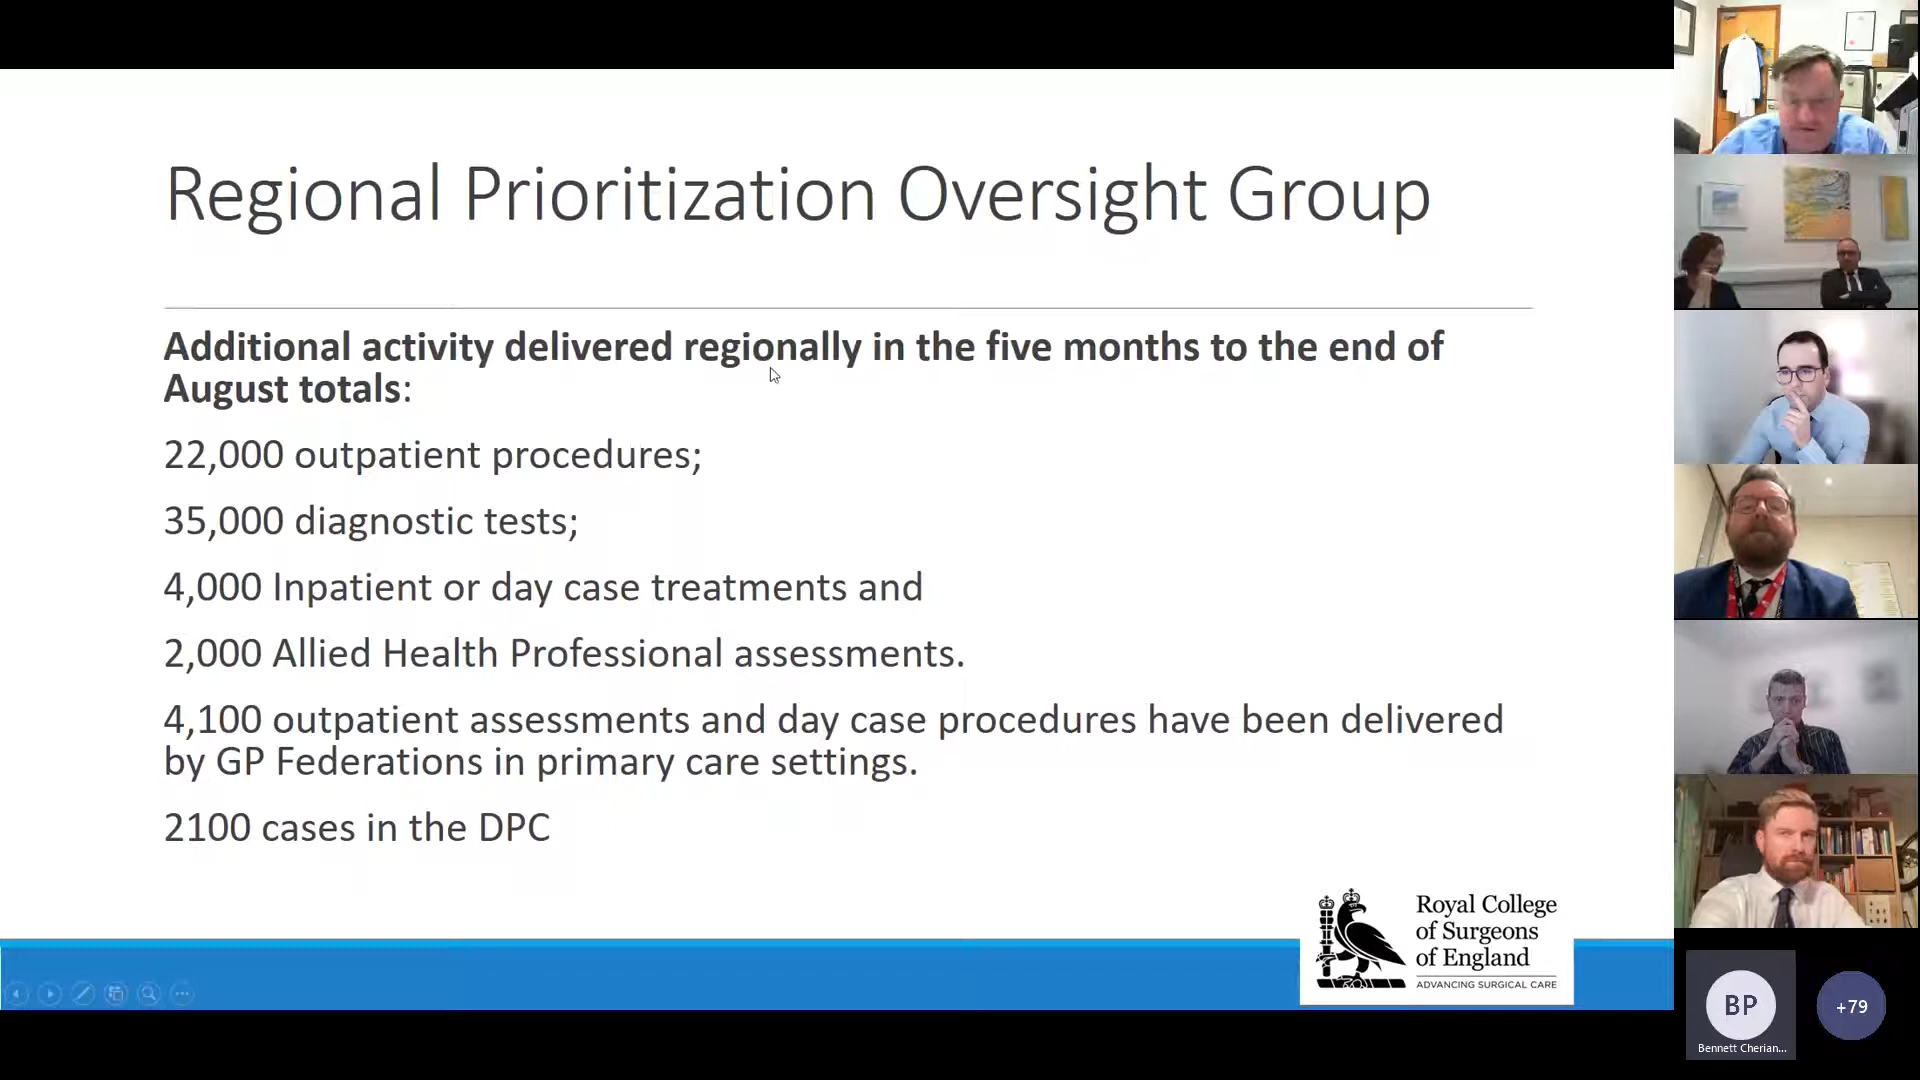 Regional Prioritization Oversight Group
Additional activity delivered regionally in the five months to the end of
August totals:
22,000 outpatient procedures;
35,000 diagnostic tests;
4,000 Inpatient or day case treatments and
2,000 Allied Health Professional assessments.
4,100 outpatient assessments and day case procedures have been delivered
by GP Federations in primary care settings.
2100 cases in the DPC
Royal College
of Surgeons
of England
ADVANCING SURGICAL CARE
BP
Bennett Cherian...
+79